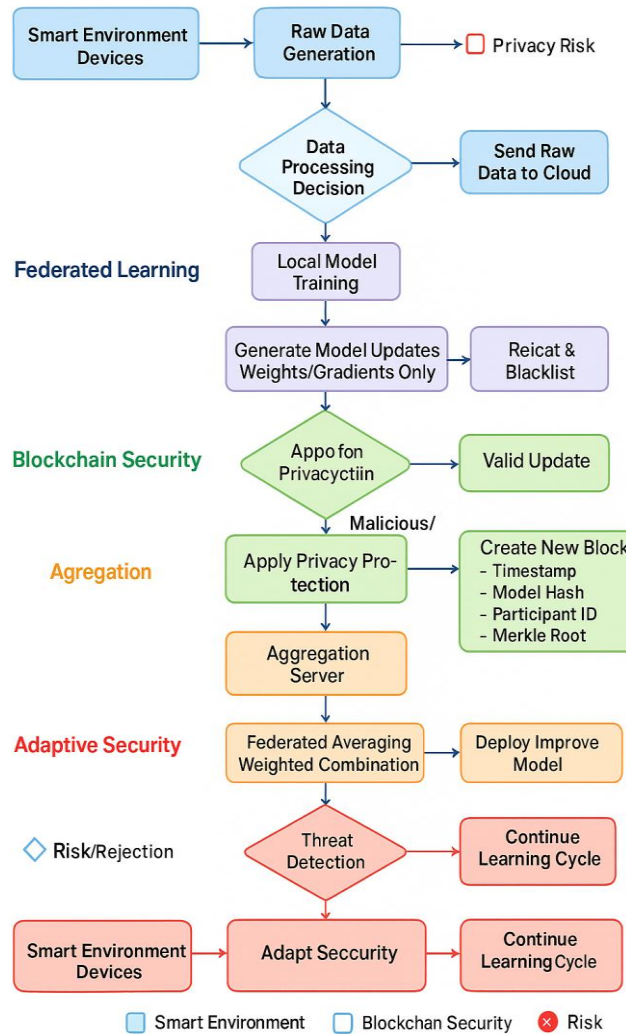 Smart Environment
Devices
Raw Data
Generation
Privacy Risk
Data
Processing
Decision
Send Raw
Data to Cloud
Federated Learning
Local Model
Training
Generate Model Updates
Weights/Gradients Only
Reicat &
Blacklist
Blockchain Security
Appo fon
Privacyctiin
Valid Update
Malicious/
Agregation
Apply Privacy Pro-
tection
Create New Block
- Timestamp
- Model Hash
- Participant ID
- Merkle Root
Aggregation
Server
Adaptive Security
Federated Averaging
Weighted Combination
Deploy Improve
Model
Risk/Rejection
Threat
Detection
Continue
Learning Cycle
Smart Environment
Devices
Adapt Seccurity
Continue
Learning Cycle
Smart Environment
Blockchan Security
Risk